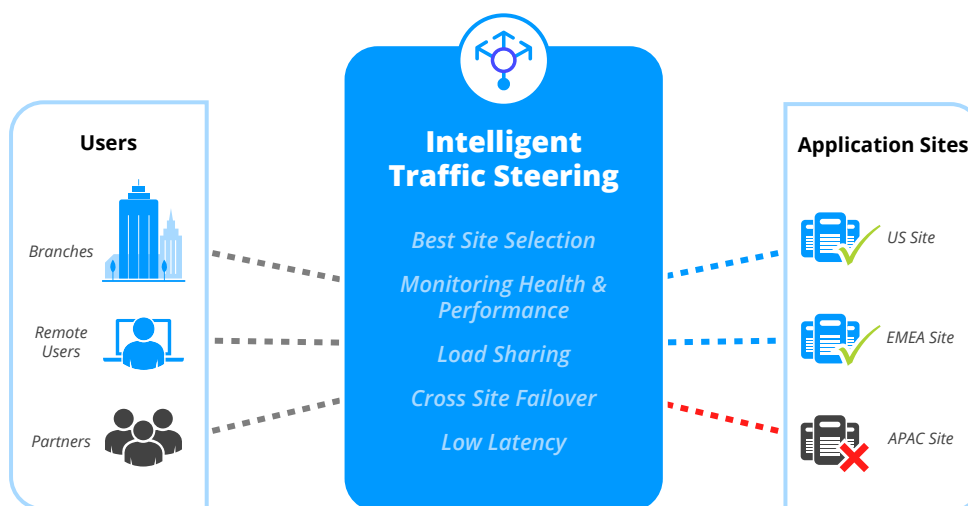 Users
Branches
Remote
Users
Partners
Intelligent
Traffic Steering
Best Site Selection
Monitoring Health &
Performance
Load Sharing
Cross Site Failover
Low Latency
Application Sites
US Site
EMEA Site
APAC Site